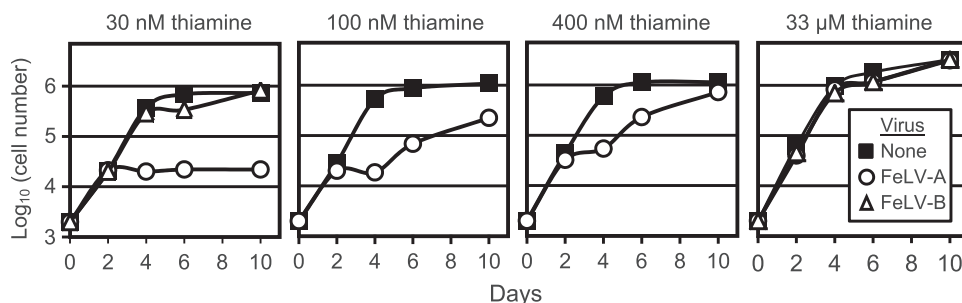 30 nM thiamine 100 nM thiamine 400 nM thiamine 33 µM thiamine
Log10 (cell number)
6
5
4
3
Virus
None
FeLV-A
FeLV-B
0 2 4 6 8 10 0 2 4 6 8 10 0 2 4 6 8 10 0 2 4 6 8 10
Days